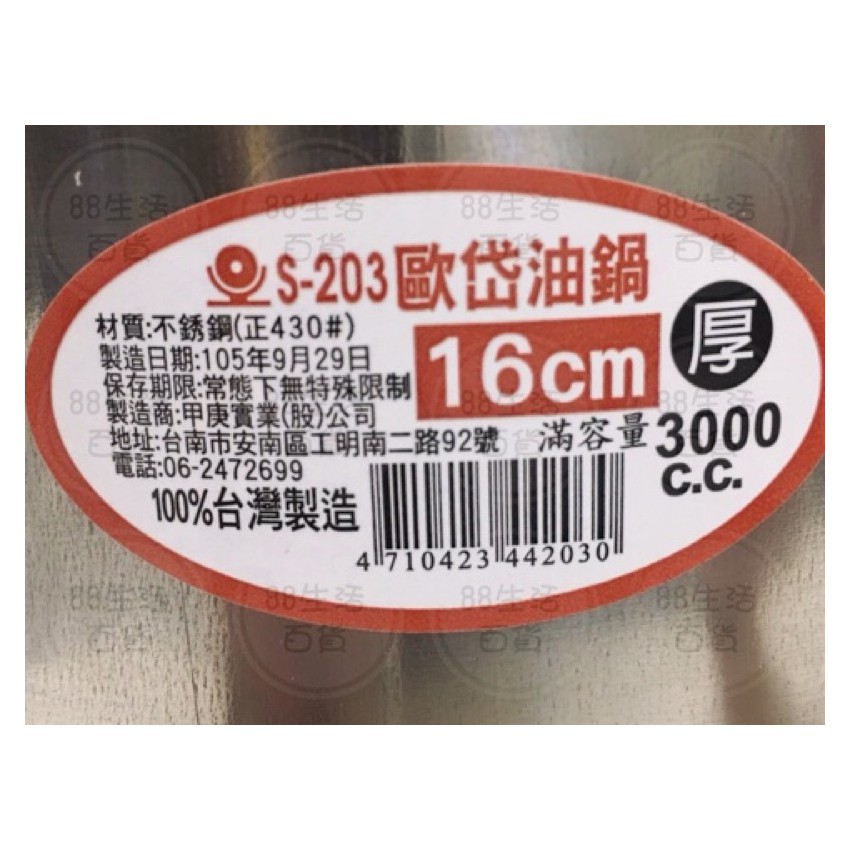 S-203歐岱油鍋
材質:不銹鋼(正430#)
製造日期:105年9月29日
保存期限:常態下無特殊限制
製造商:甲庚實業(股)公司
地址:台南市安南區工明南二路92號
電話:06-2472699
100%台灣製造
16cm
厚
滿容量3000
c.c.
4 710423 442030
88生活
百貨